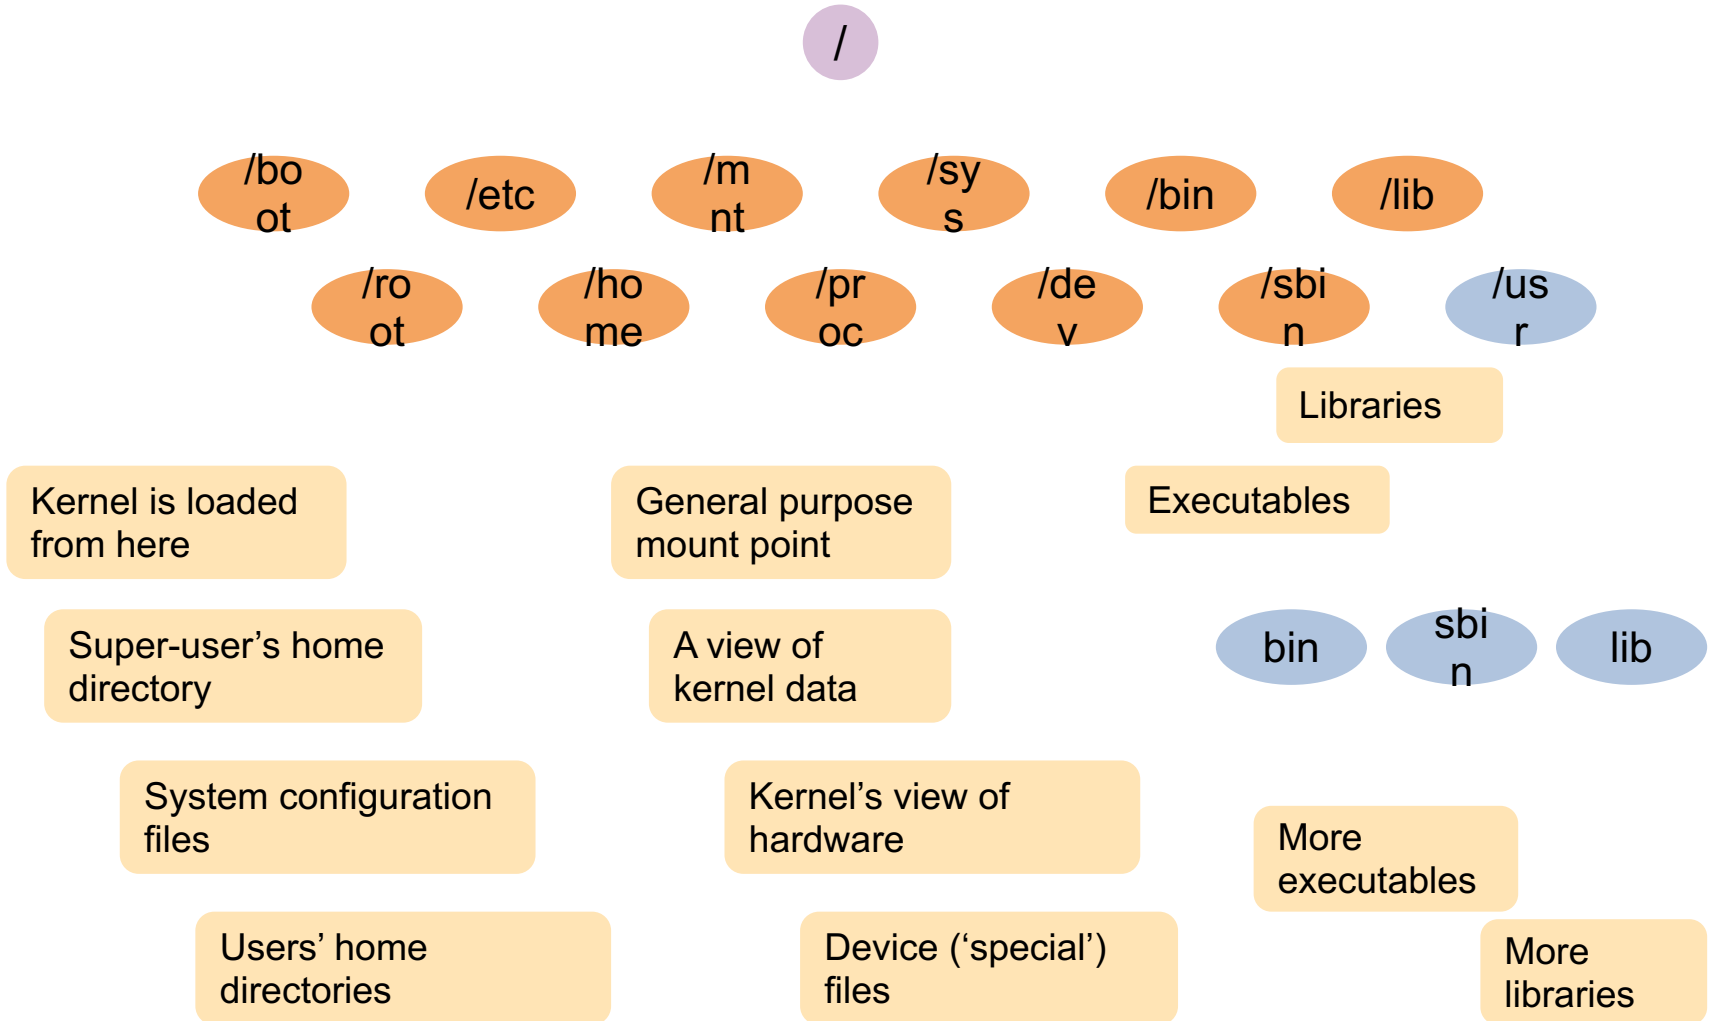 /
/bo
ot
/etc
/m
nt
/sy
s
/bin
/lib
/ro
ot
/ho
me
/pr
oc
/de
v
/sbi
n
/us
r
Libraries
Kernel is loaded
from here
General purpose
mount point
Executables
Super-user’s home
directory
A view of
kernel data
bin
sbi
n
lib
System configuration
files
Kernel’s view of
hardware
More
executables
Users’ home
directories
Device (‘special’)
files
More
libraries